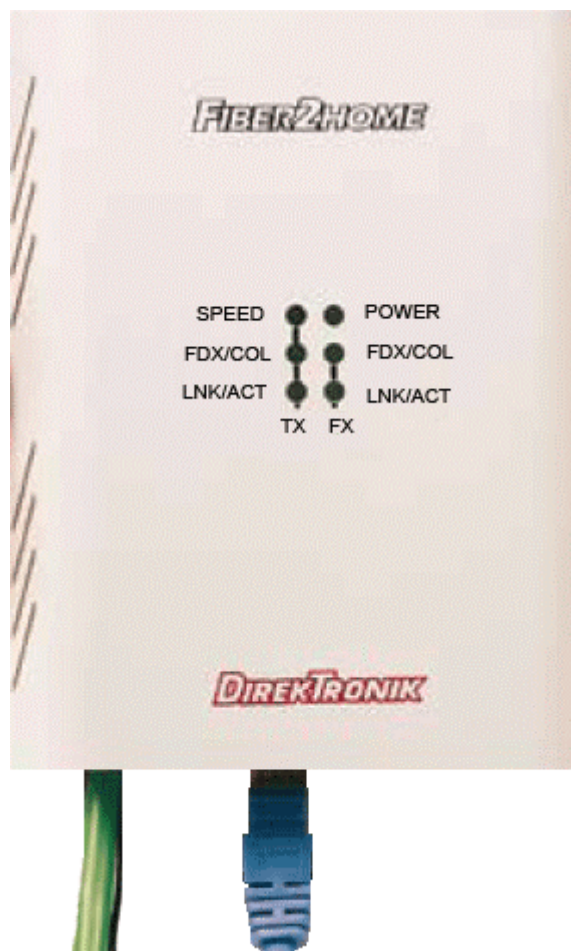 FIBER2HOME
SPEED POWER
FDX/COL FDX/COL
LNK/ACT LNK/ACT
TX FX
DIREKTRONIK